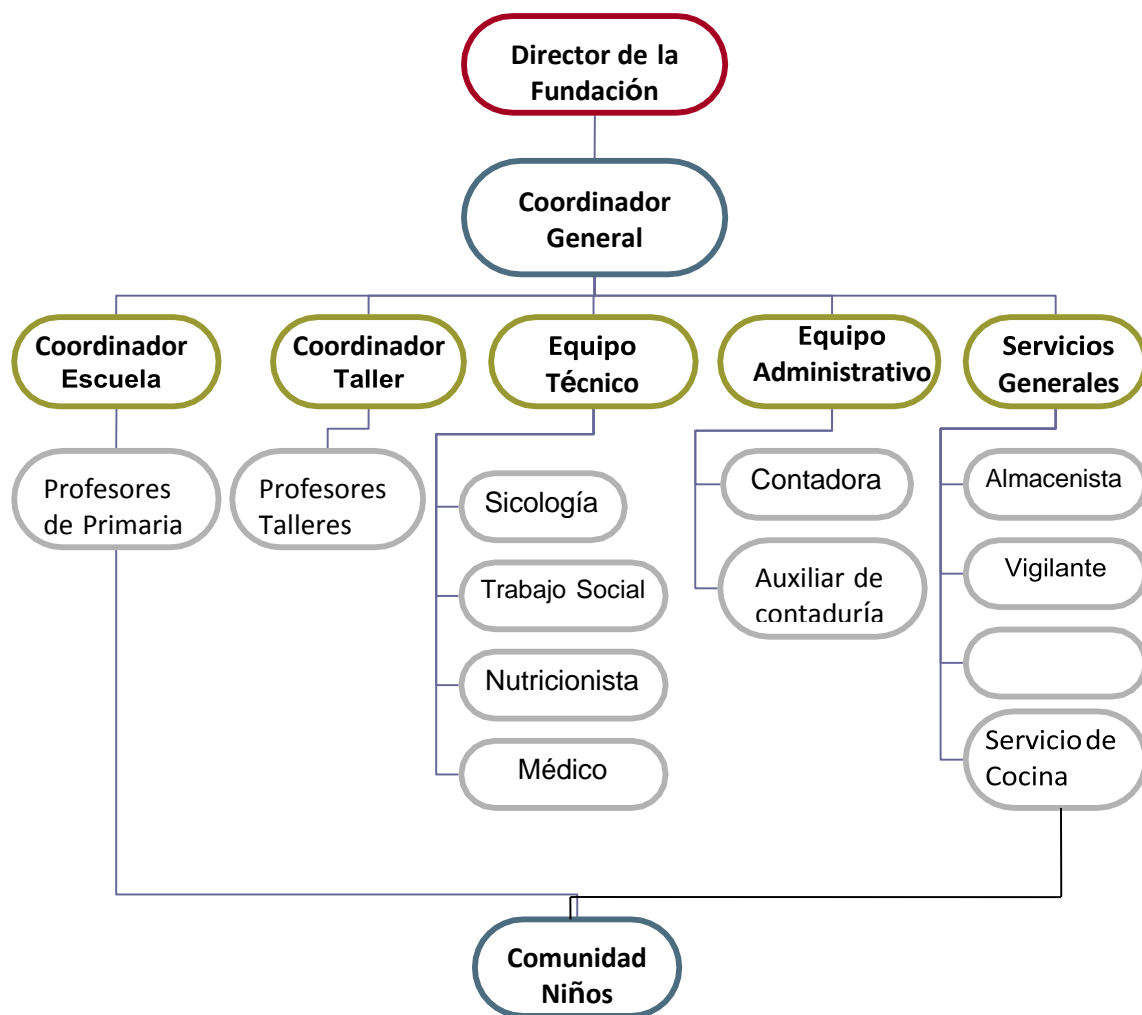 Director de la
Fundación
Coordinador
General
Coordinador
Escuela
Coordinador
Taller
Equipo
Técnico
Equipo
Administrativo
Servicios
Generales
Profesores
de Primaria
Profesores
Talleres
Sicología
Trabajo Social
Nutricionista
Médico
Contadora
Auxiliar de
contaduría
Almacenista
Vigilante
Servicio de
Cocina
Comunidad
Niños